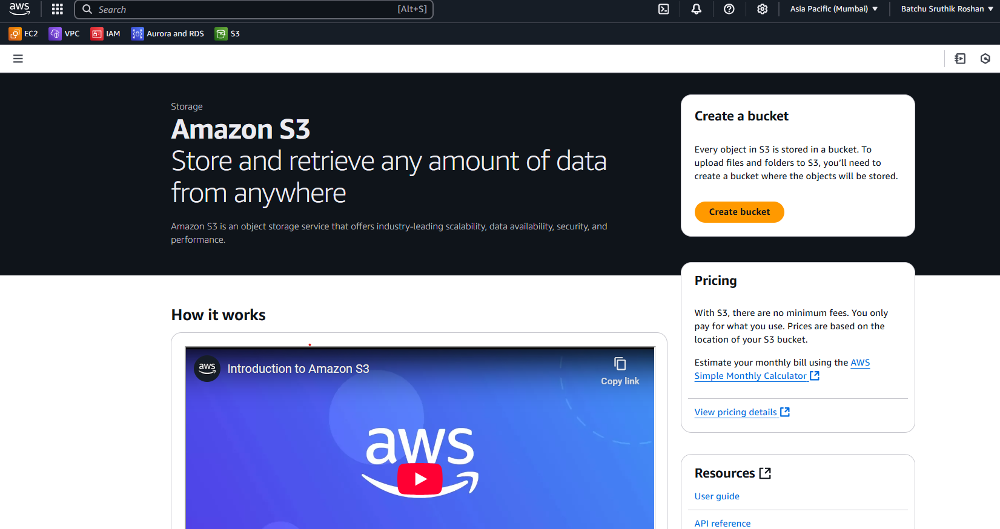 aws
Search
[Alt+S]
Asia Pacific (Mumbai)
Batchu Sruthik Roshan
EC2
VPC
IAM
Aurora and RDS
S3
Storage
Amazon S3
Store and retrieve any amount of data
from anywhere
Amazon S3 is an object storage service that offers industry-leading scalability, data availability, security, and
performance.
Create a bucket
Every object in S3 is stored in a bucket. To
upload files and folders to S3, you’ll need to
create a bucket where the objects will be stored.
Create bucket
Pricing
With S3, there are no minimum fees. You only
pay for what you use. Prices are based on the
location of your S3 bucket.
Estimate your monthly bill using the AWS
Simple Monthly Calculator
View pricing details
How it works
aws
Introduction to Amazon S3
Copy link
aws
Resources
User guide
API reference